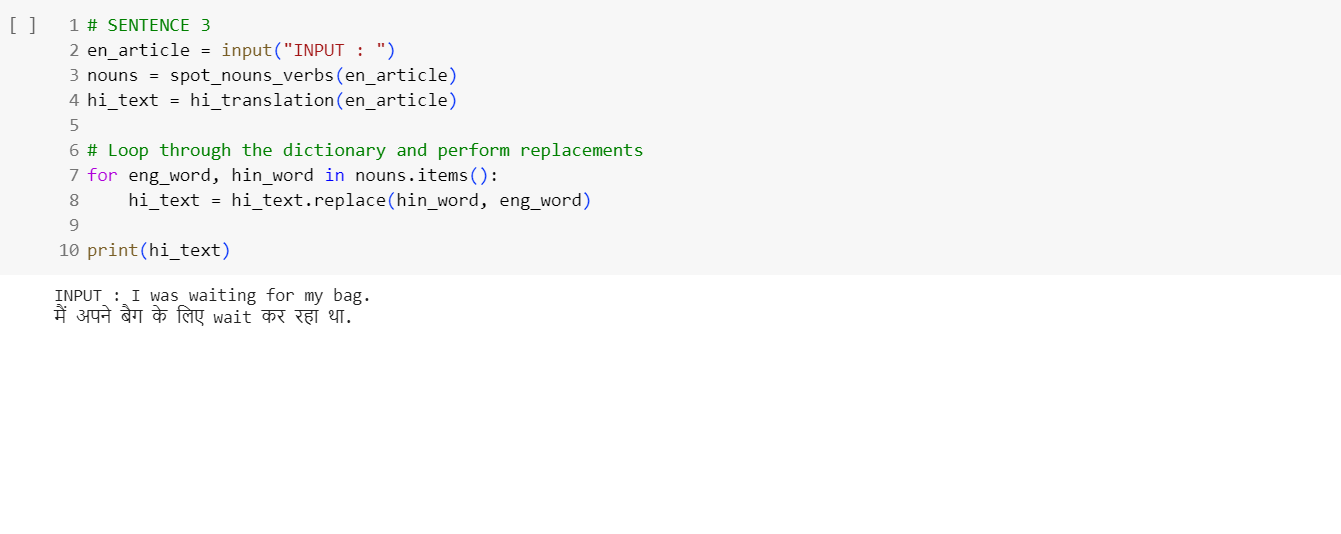 [ ] 1 # SENTENCE 3
2 en_article = input("INPUT : ")
3 nouns = spot_nouns_verbs(en_article)
4 hi_text = hi_translation(en_article)
5
6 # Loop through the dictionary and perform replacements
7 for eng_word, hin_word in nouns.items():
8     hi_text = hi_text.replace(hin_word, eng_word)
9
10 print(hi_text)
INPUT : I was waiting for my bag.
मैं अपने बैग के लिए wait कर रहा था.